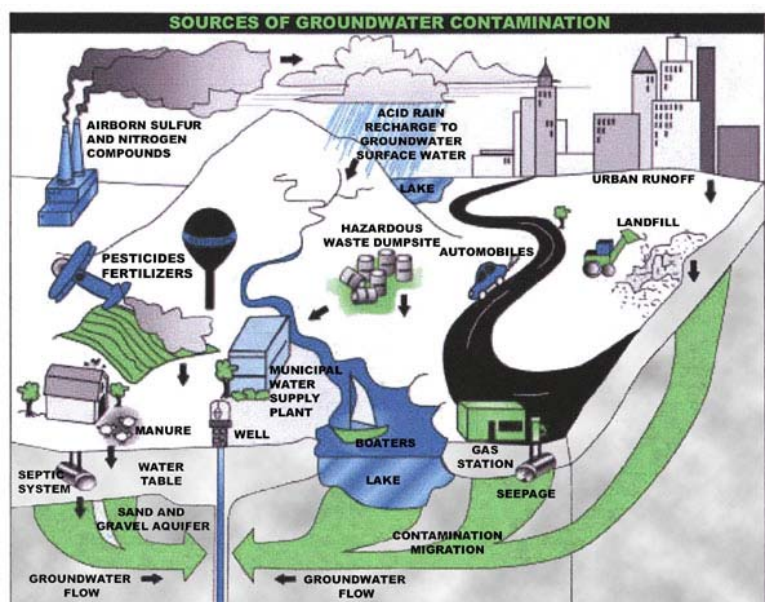 SOURCES OF GROUNDWATER CONTAMINATION
AIRBORN SULFUR
AND NITROGEN
COMPOUNDS
ACID RAIN
RECHARGE TO
GROUNDWATER
SURFACE WATER
LAKE
URBAN RUNOFF
LANDFILL
HAZARDOUS
WASTE DUMPSITE
AUTOMOBILES
PESTICIDES
FERTILIZERS
MUNICIPAL
WATER
SUPPLY
PLANT
MANURE
WELL
BOATERS
GAS
STATION
SEPTIC
SYSTEM
WATER
TABLE
LAKE
SEEPAGE
SAND AND
GRAVEL AQUIFER
CONTAMINATION
MIGRATION
GROUNDWATER
FLOW
GROUNDWATER
FLOW